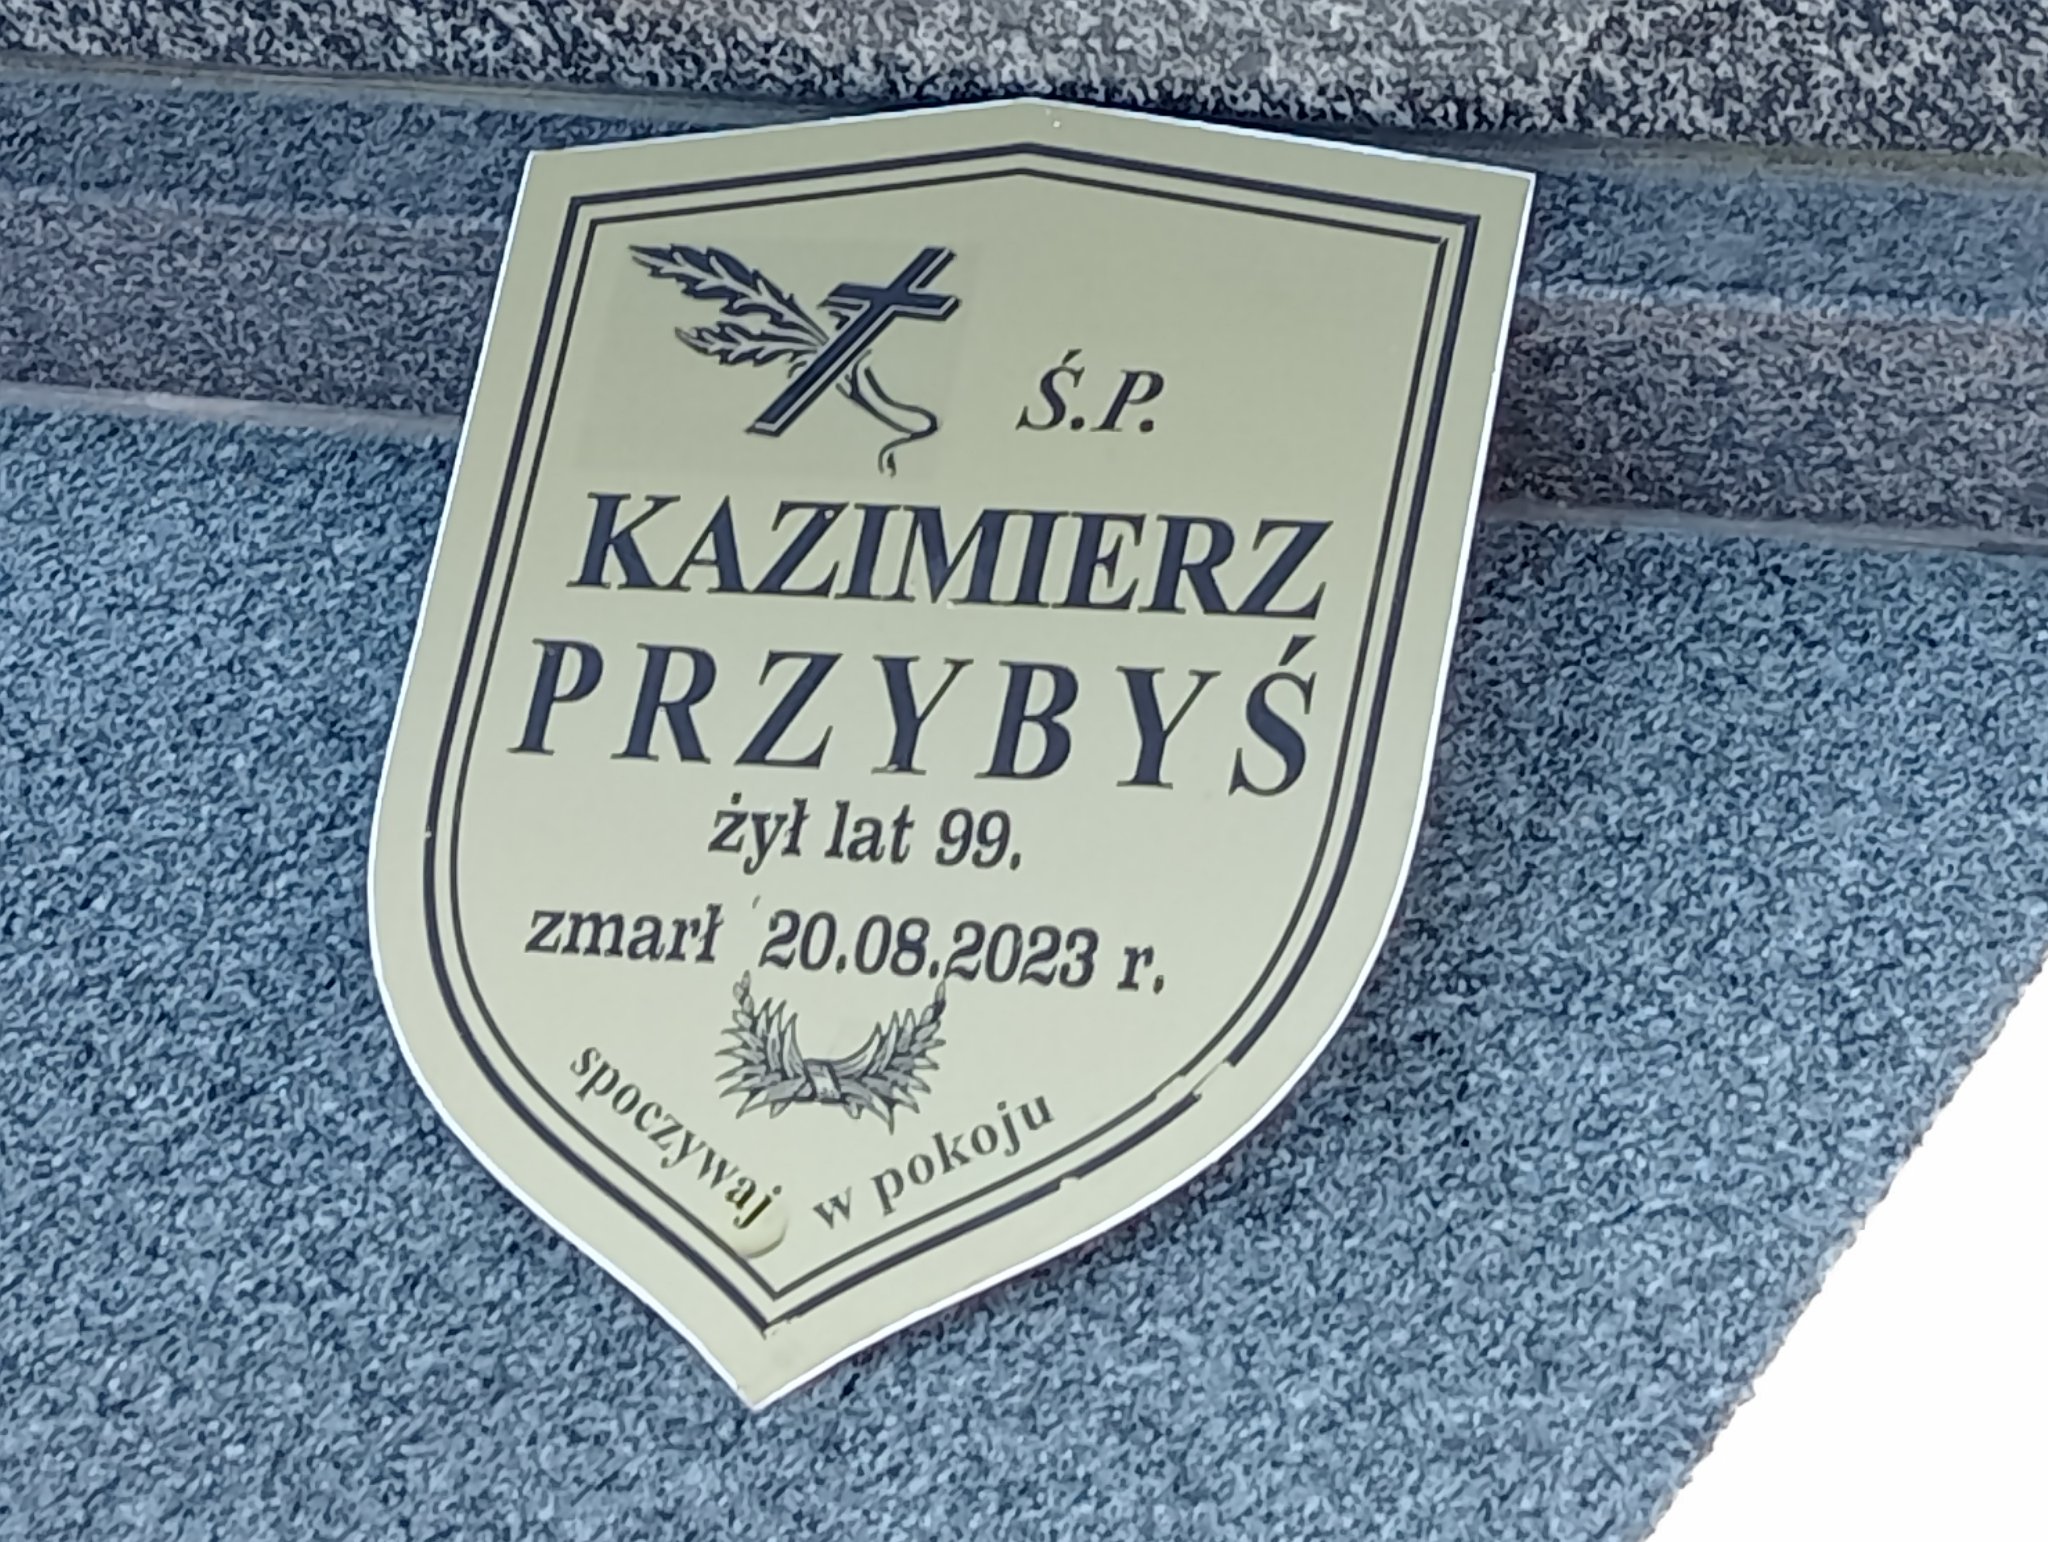 Ś.P.
KAZIMIERZ
PRZYBYŚ
żył lat 99.
zmarł 20.08.2023 r.
spoczywaj w pokoju